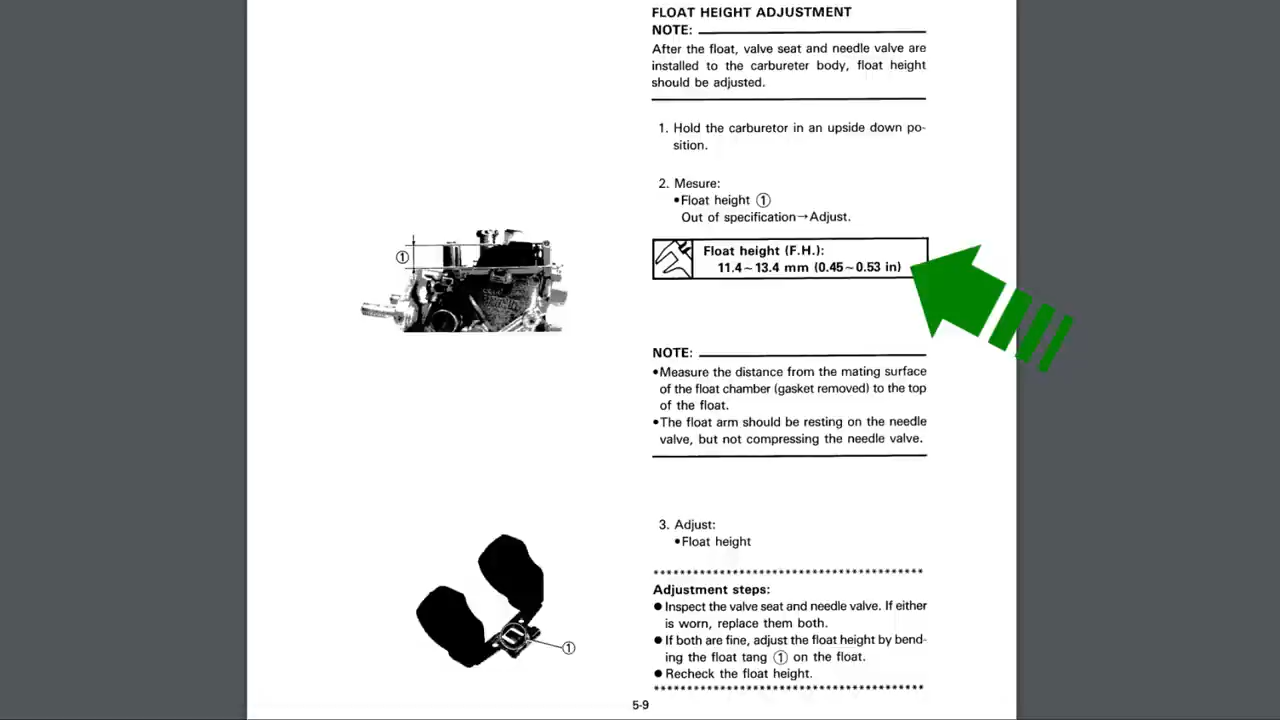 FLOAT HEIGHT ADJUSTMENT
NOTE:
After the float, valve seat and needle valve are
installed to the carbureter body, float height
should be adjusted.
1. Hold the carburetor in an upside down po-
sition.
2. Mesure:
•Float height ①
Out of specification→Adjust.
①
Float height (F.H.):
11.4~13.4 mm (0.45~0.53 in)
NOTE:
•Measure the distance from the mating surface
of the float chamber (gasket removed) to the top
of the float.
•The float arm should be resting on the needle
valve, but not compressing the needle valve.
3. Adjust:
•Float height
****************************************
Adjustment steps:
● Inspect the valve seat and needle valve. If either
is worn, replace them both.
● If both are fine, adjust the float height by bend-
ing the float tang ① on the float.
① 
● Recheck the float height.
****************************************
5-9